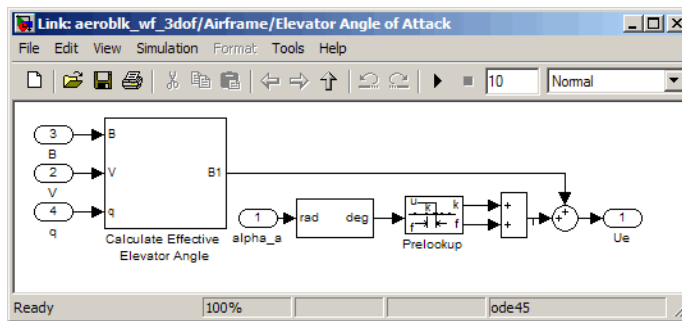 Link: aeroblk_wf_3dof/Airframe/Elevator Angle of Attack
File Edit View Simulation Format Tools Help
10 Normal
3
B
B
2
V
V
B1
4
q
q
Calculate Effective
Elevator Angle
1
alpha_a
rad deg
u k
k
f f
Prelookup
+
+
+
+
1
Ue
Ready 100% ode45